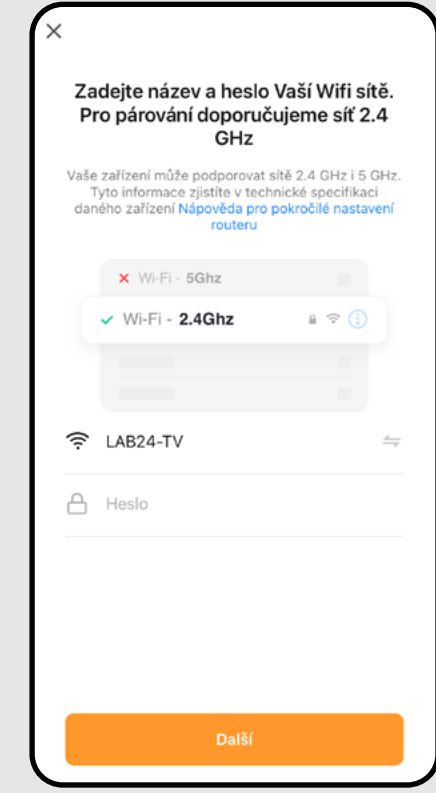 Zadejte název a heslo Vaší Wifi sítě.
Pro párování doporučujeme síť 2.4
GHz
Vaše zařízení může podporovat sítě 2.4 GHz i 5 GHz.
Tyto informace zjistíte v technické specifikaci
daného zařízení Nápověda pro pokročilé nastavení
routeru
Wi-Fi - 5Ghz
Wi-Fi - 2.4Ghz
LAB24-TV
Heslo
Další